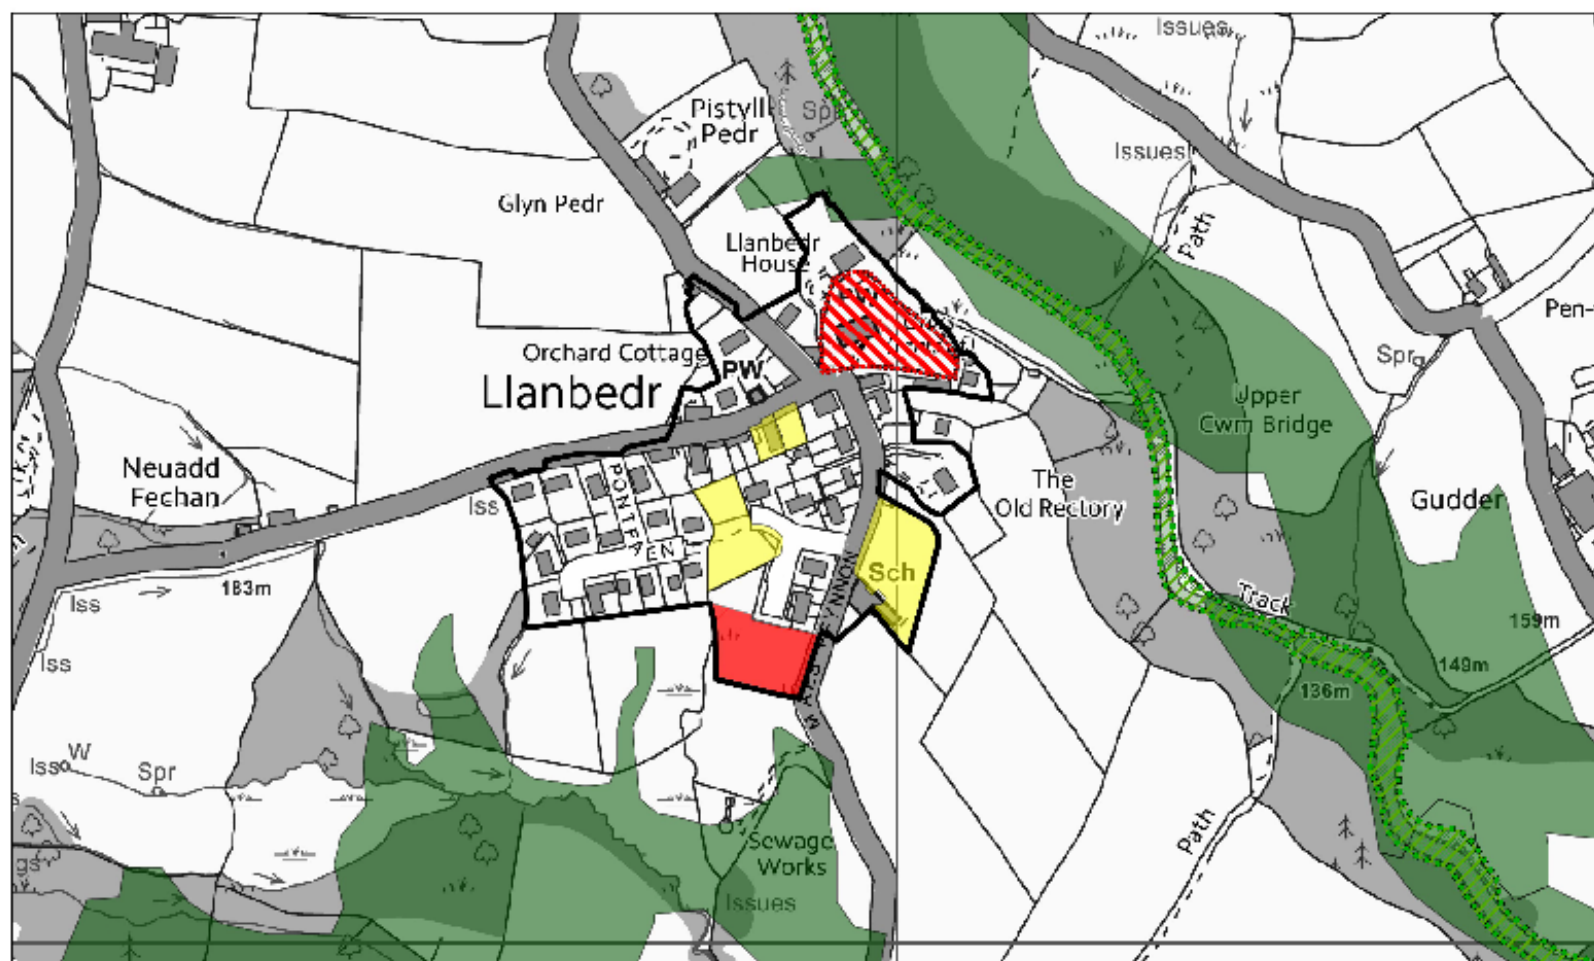 Issues
Pistyll
Pedr
Spr
Issues
Glyn Pedr
Path
Llanbedr
House
Pen-
Orchard Cottage
PW
Spr
Llanbedr
Upper
Cwm Bridge
Neuadd
Fechan
PONTFAEN
Iss
The
Old Rectory
Gudder
Sch
183m
Iss
Track
159m
Iss
149m
136m
W
Iss
Spr
Path
Sewage
Works
Issues